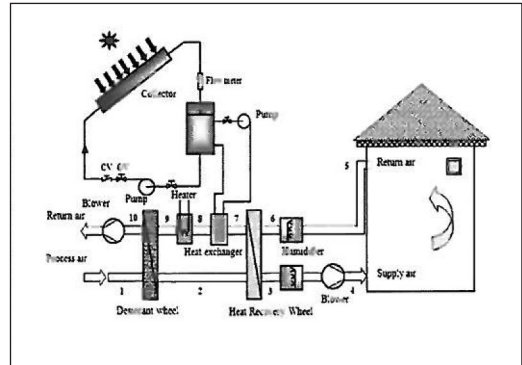 Flow meter
Collector
Pump
CV GV
Pump
Heater
Blower
Return air
10
9
8
7
6
5
Return air
Heat exchanger
Humidifier
Process air
Supply air
1
2
3
4
Blower
Desiccant wheel
Heat Recovery Wheel